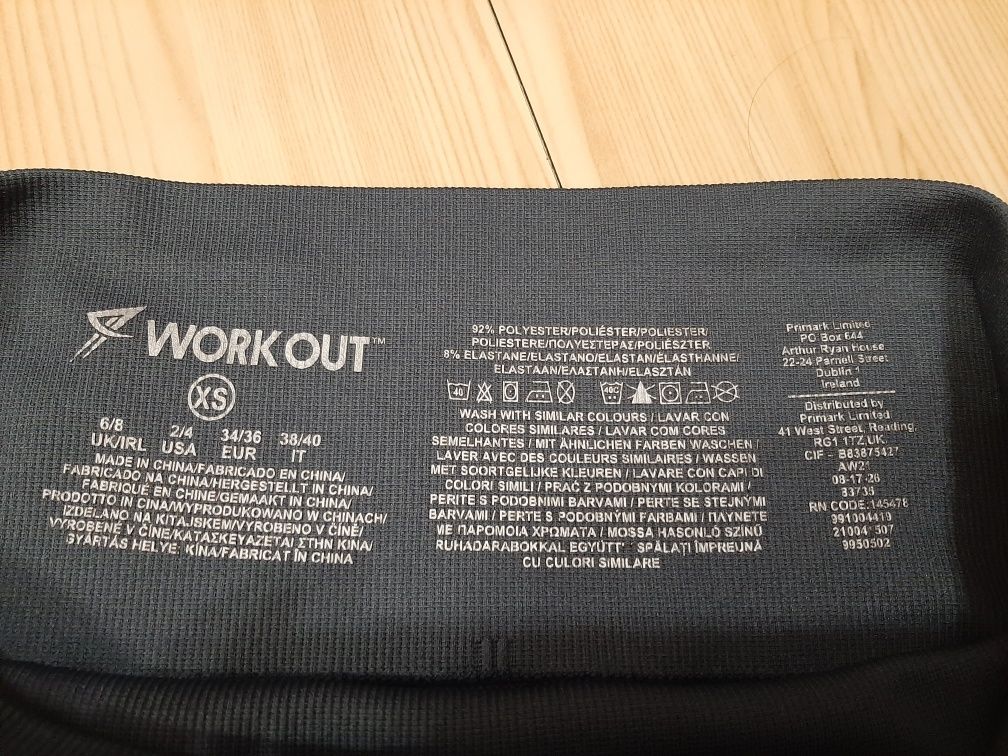 WORKOUT™
XS
6/8 2/4 34/36 38/40
UK/IRL USA EUR IT
MADE IN CHINA/FABRICADO EN CHINA/
FABRICADO NA CHINA/HERGESTELLT IN CHINA/
FABRIQUÉ EN CHINE/GEMAAKT IN CHINA/
PRODOTTO IN CINA/WYPRODUKOWANO W CHINACH/
IZDELANO NA KITAJSKEM/VYROBENO V ČÍNĚ/
VYROBENÉ V ČÍNE/ΚΑΤΑΣΚΕΥΑΖΕΤΑΙ ΣΤΗΝ ΚΙΝΑ/
GYÁRTÁS HELYE: KÍNA/FABRICAT ÎN CHINA
92% POLYESTER/POLIÉSTER/POLIESTER/
POLIESTERE/ΠΟΛΥΕΣΤΕΡΑΣ/POLIÉSZTER
8% ELASTANE/ELASTANO/ELASTAN/ÉLASTHANNE/
ELASTAAN/ΕΛΑΣΤΑΝΗ/ELASZTÁN
40 40C
WASH WITH SIMILAR COLOURS / LAVAR CON
COLORES SIMILARES / LAVAR COM CORES
SEMELHANTES / MIT ÄHNLICHEN FARBEN WASCHEN /
LAVER AVEC DES COULEURS SIMILAIRES / WASSEN
MET SOORTGELIJKE KLEUREN / LAVARE CON CAPI DI
COLORI SIMILI / PRAĆ Z PODOBNYMI KOLORAMI /
PERITE S PODOBNIMI BARVAMI / PERTE SE STEJNÝMI
BARVAMI / PERTE S PODOBNÝMI FARBAMI / ΠΛΥΝΕΤΕ
ΜΕ ΠΑΡΟΜΟΙΑ ΧΡΩΜΑΤΑ / MOSSA HASONLÓ SZÍNŰ
RUHADARABOKKAL EGYÜTT / SPĂLAȚI ÎMPREUNĂ
CU CULORI SIMILARE
Primark Limited
PO Box 644
Arthur Ryan House
22-24 Parnell Street
Dublin 1
Ireland
Distributed by
Primark Limited
41 West Street, Reading,
RG1 1TZ,UK.
CIF - B83875427
AW21
RN CODE:145478
991004419
21004 507
9950502